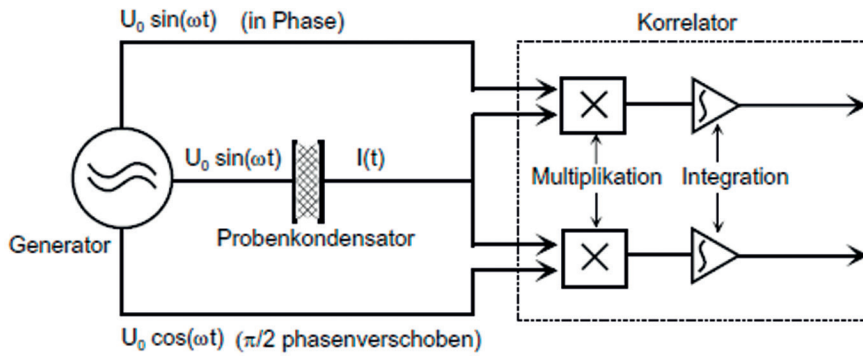 U₀ sin(ωt) (in Phase)
Korrelator
U₀ sin(ωt)
I(t)
Multiplikation
Integration
Generator
Probenkondensator
U₀ cos(ωt) (π/2 phasenverschoben)